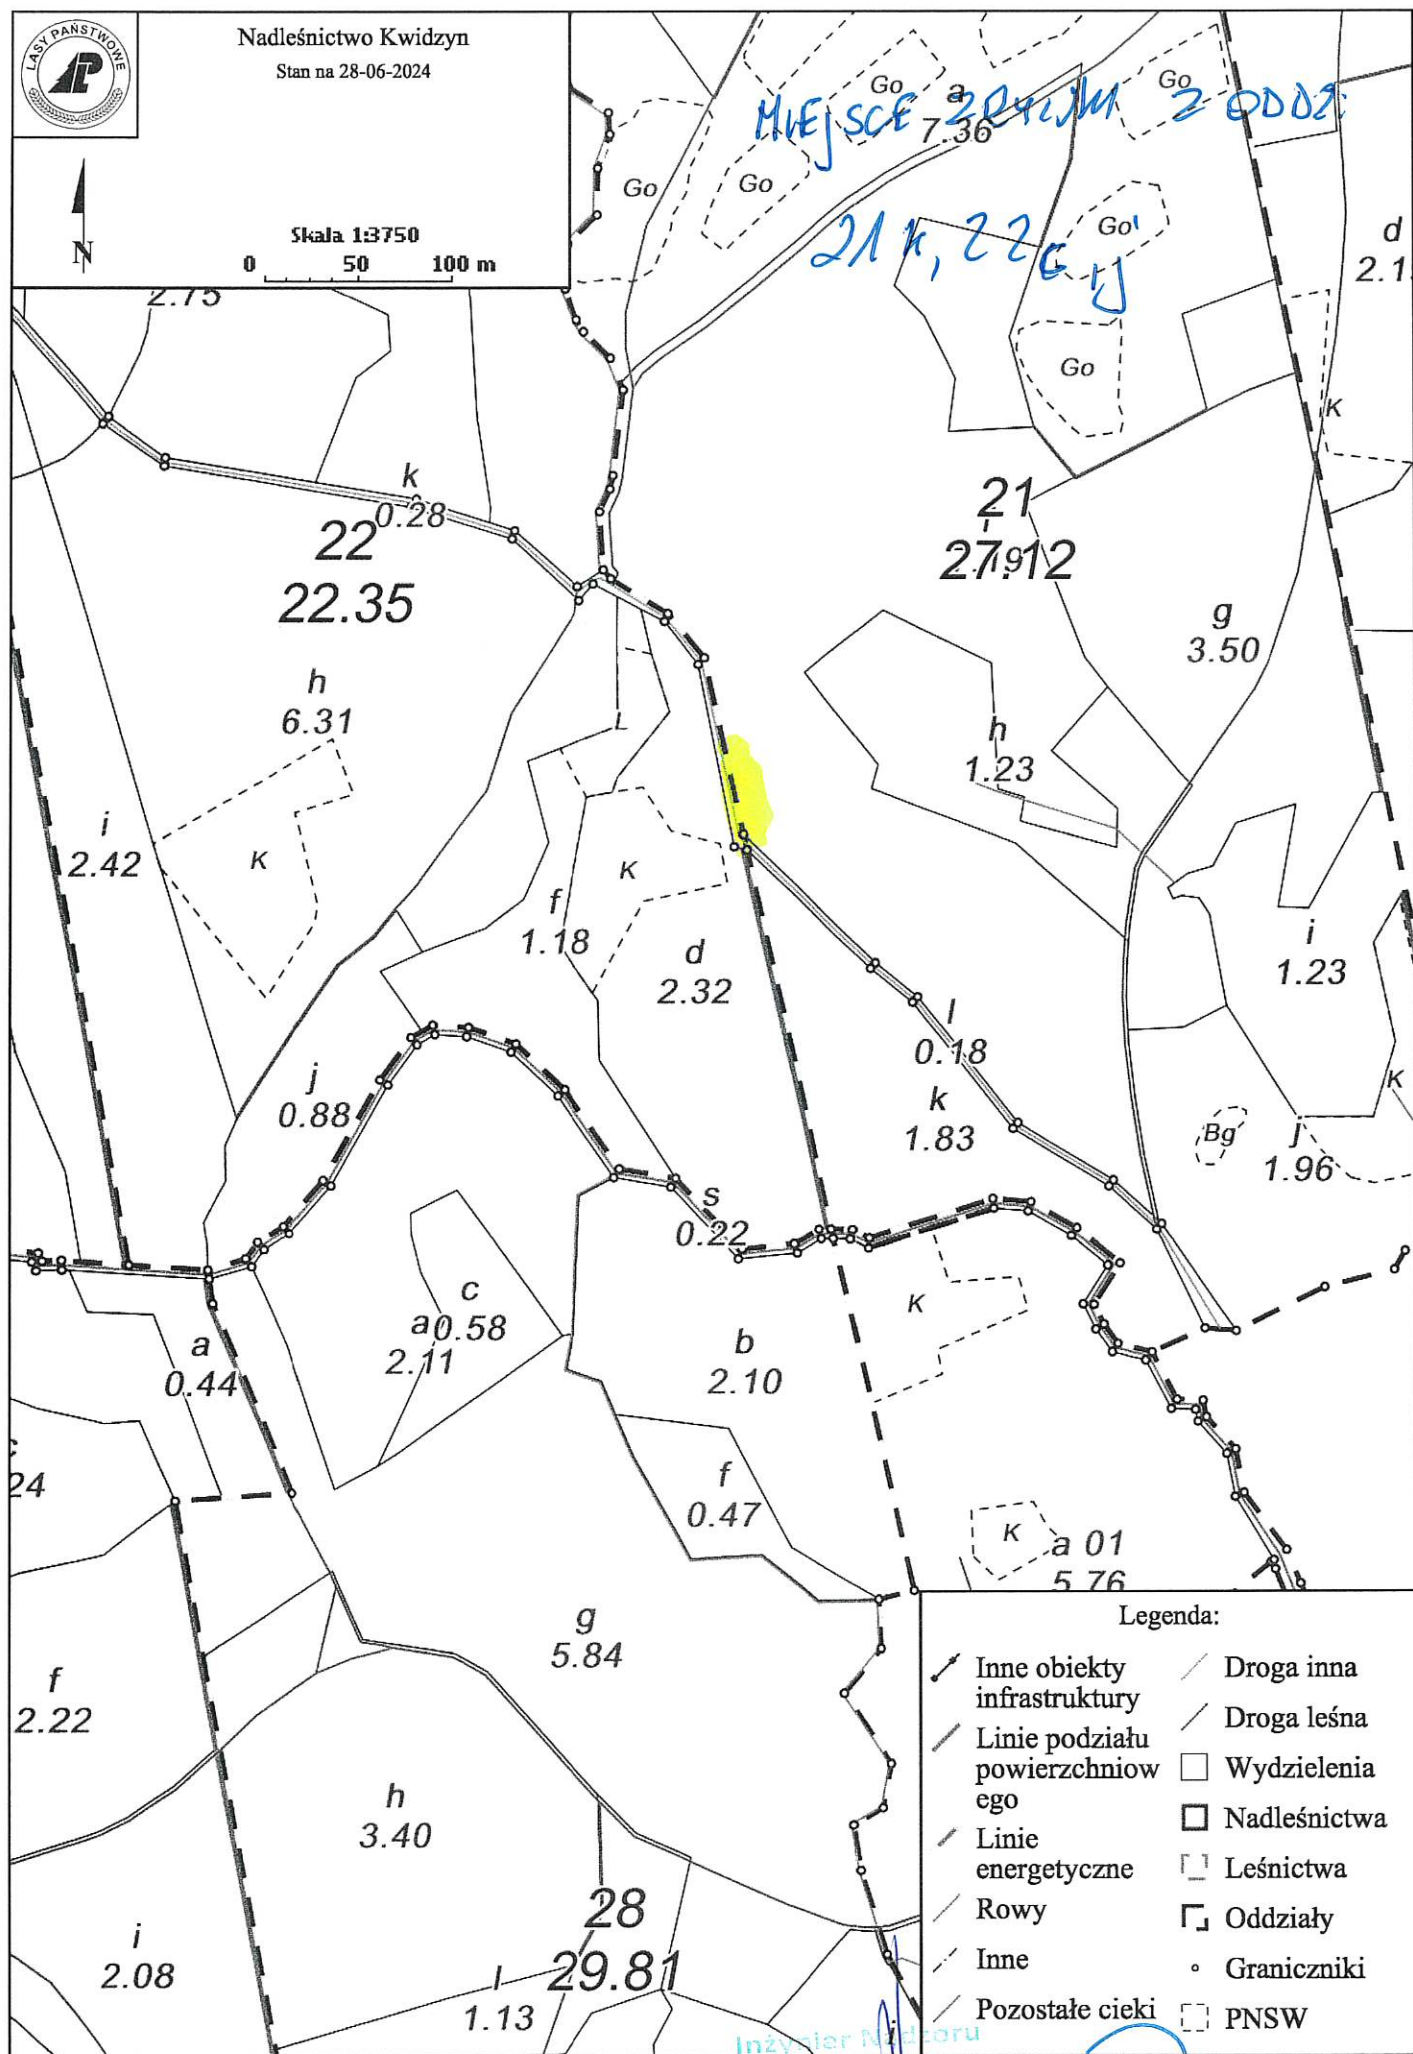 LASY PAŃSTWOWE
Nadleśnictwo Kwidzyn
Stan na 28-06-2024
N
Skala 1:3750
0 50 100 m
MIEJSCE ZRYWKI Z ODDZ.
21 k, 22
Go
a
7.36
Go
Go
Go
Go
Go
d
2.1
2.75
K
k
0.28
22
22.35
21
27.12
g
3.50
h
6.31
h
1.23
i
2.42
K
K
f
1.18
d
2.32
i
1.23
l
0.18
j
0.88
k
1.83
K
Bg
j
1.96
s
0.22
c
0.58
a
2.11
K
a
0.44
b
2.10
24
f
0.47
K
a 01
5.76
g
5.84
f
2.22
h
3.40
28
29.81
i
2.08
l
1.13
i
Inżynier Nadzoru
Legenda:
Inne obiekty
infrastruktury
Linie podziału
powierzchniow
ego
Linie
energetyczne
Rowy
Inne
Pozostałe cieki
Droga inna
Droga leśna
Wydzielenia
Nadleśnictwa
Leśnictwa
Oddziały
Graniczniki
PNSW